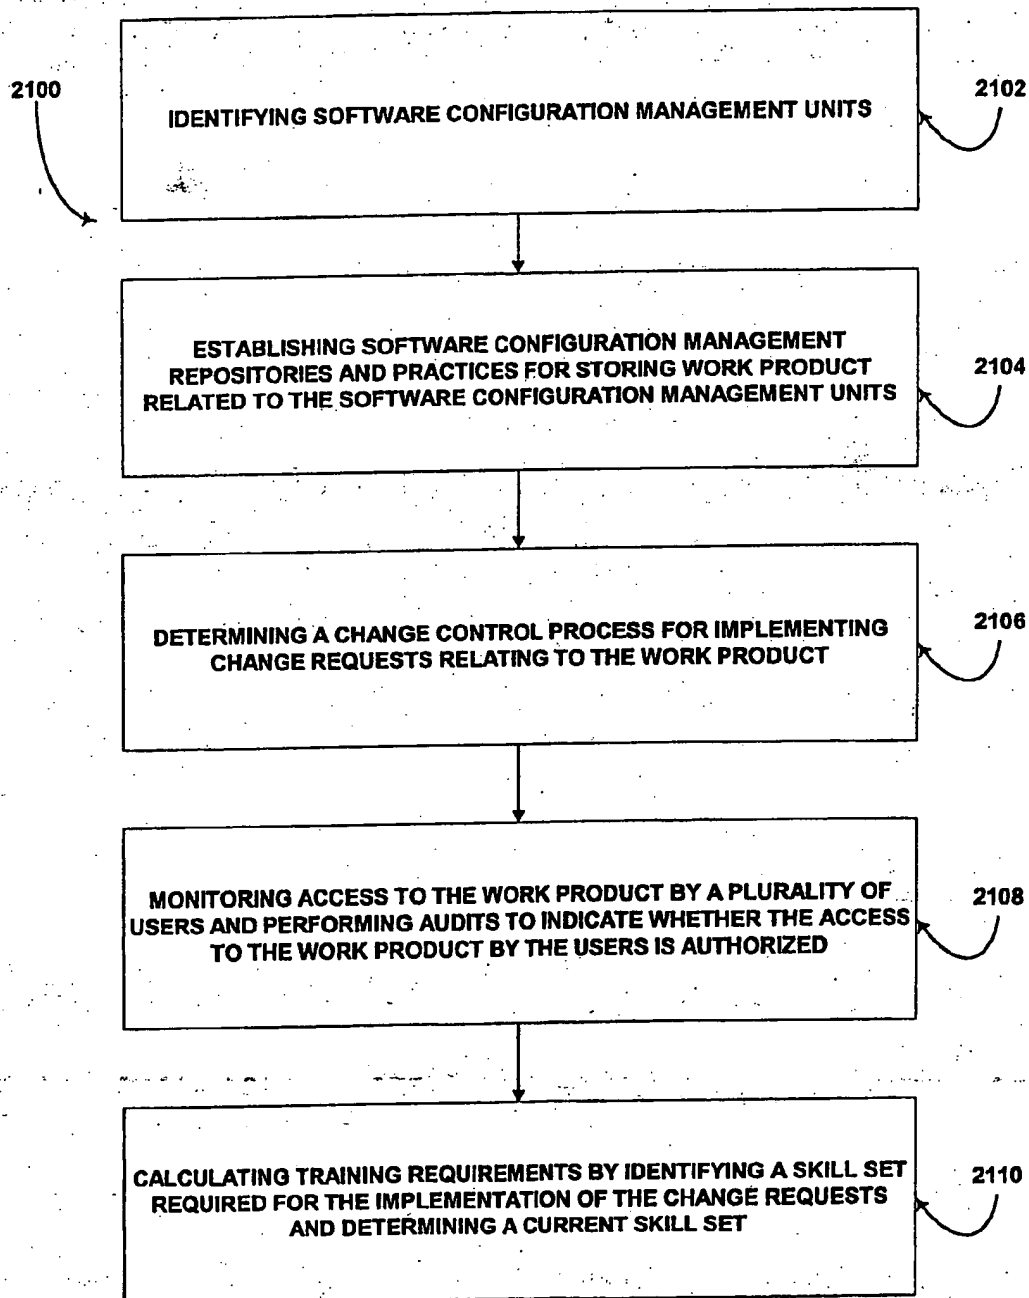 2100
IDENTIFYING SOFTWARE CONFIGURATION MANAGEMENT UNITS
2102
ESTABLISHING SOFTWARE CONFIGURATION MANAGEMENT
REPOSITORIES AND PRACTICES FOR STORING WORK PRODUCT
RELATED TO THE SOFTWARE CONFIGURATION MANAGEMENT UNITS
2104
DETERMINING A CHANGE CONTROL PROCESS FOR IMPLEMENTING
CHANGE REQUESTS RELATING TO THE WORK PRODUCT
2106
MONITORING ACCESS TO THE WORK PRODUCT BY A PLURALITY OF
USERS AND PERFORMING AUDITS TO INDICATE WHETHER THE ACCESS
TO THE WORK PRODUCT BY THE USERS IS AUTHORIZED
2108
CALCULATING TRAINING REQUIREMENTS BY IDENTIFYING A SKILL SET
REQUIRED FOR THE IMPLEMENTATION OF THE CHANGE REQUESTS
AND DETERMINING A CURRENT SKILL SET
2110